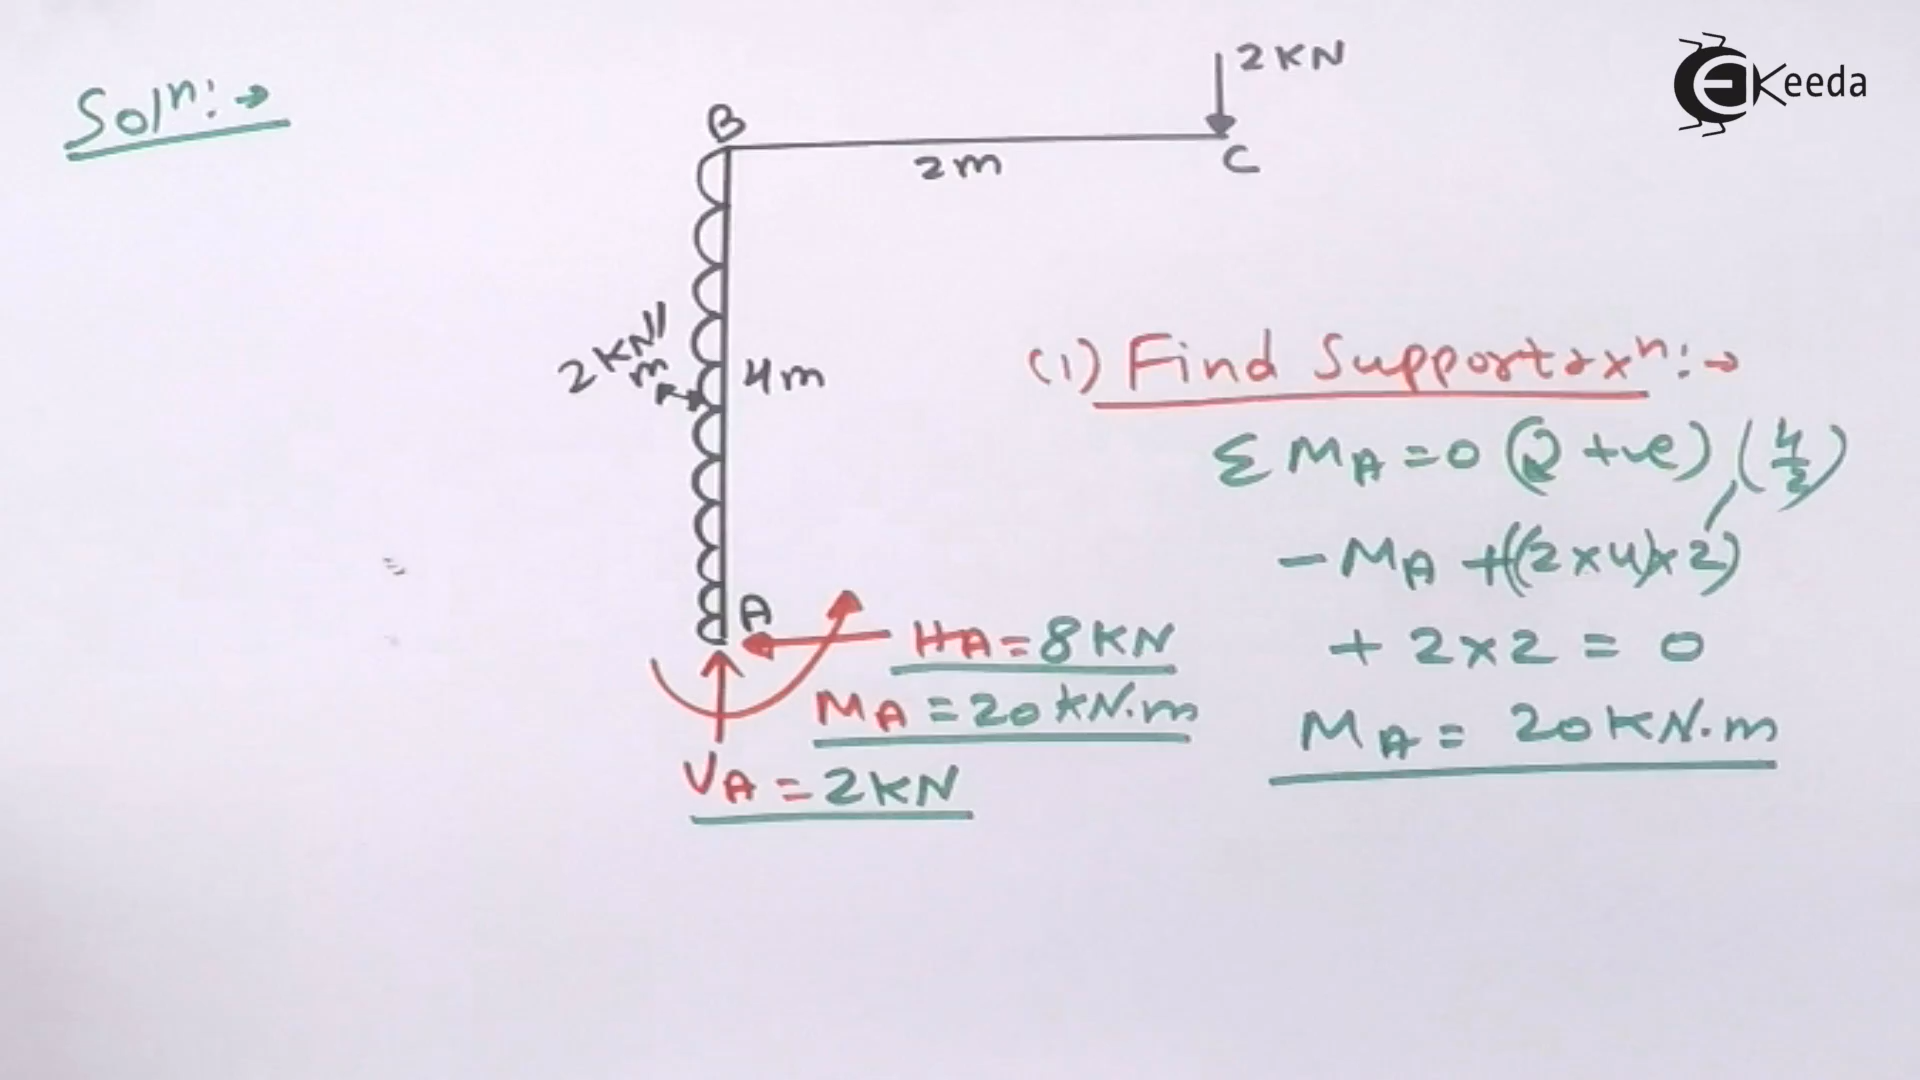 Solⁿ: →
2KN
EKeeda
B
2m
C
2KN/
m
4m
(1) Find Support rxⁿ: →
ΣMA = 0 (↻ +ve) (4/2)
- MA + ((2×4)×2)
+ 2×2 = 0
MA = 20KN.m
A
HA = 8KN
MA = 20KN.m
VA = 2KN